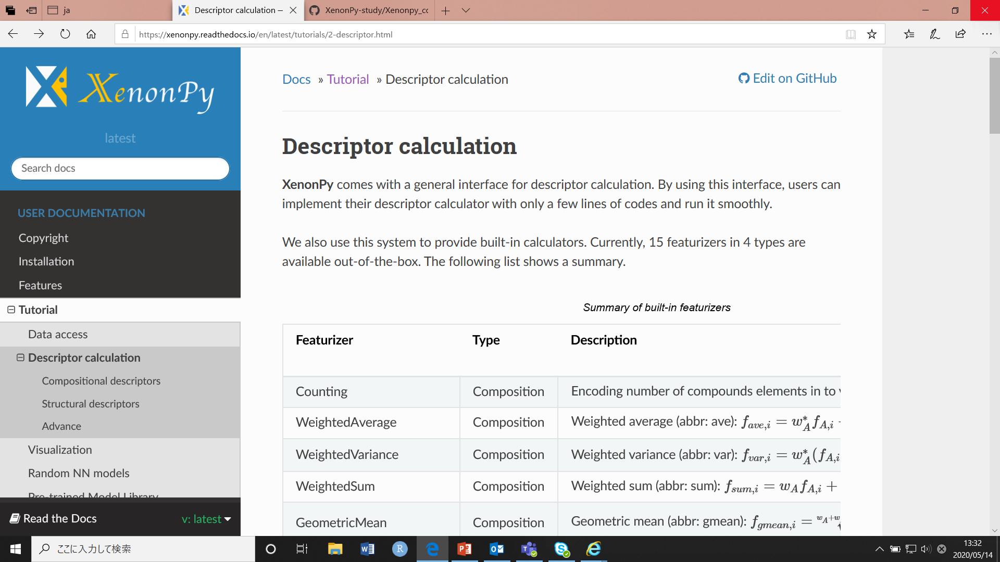 ja
Descriptor calculation —
XenonPy-study/Xenonpy_co
https://xenonpy.readthedocs.io/en/latest/tutorials/2-descriptor.html
XenonPy
latest
Search docs
USER DOCUMENTATION
Copyright
Installation
Features
Tutorial
Data access
Descriptor calculation
Compositional descriptors
Structural descriptors
Advance
Visualization
Random NN models
Pre-trained Model Library
Read the Docs
v: latest
Docs » Tutorial » Descriptor calculation
Edit on GitHub
Descriptor calculation
XenonPy comes with a general interface for descriptor calculation. By using this interface, users can
implement their descriptor calculator with only a few lines of codes and run it smoothly.
We also use this system to provide built-in calculators. Currently, 15 featurizers in 4 types are
available out-of-the-box. The following list shows a summary.
Summary of built-in featurizers
Featurizer Type Description
Counting Composition Encoding number of compounds elements in to
WeightedAverage Composition Weighted average (abbr: ave): f_{ave,i} = w_A^* f_{A,i}
WeightedVariance Composition Weighted variance (abbr: var): f_{var,i} = w_A^*(f_{A,i}
WeightedSum Composition Weighted sum (abbr: sum): f_{sum,i} = w_A f_{A,i} +
GeometricMean Composition Geometric mean (abbr: gmean): f_{gmean,i} = w_A+w
ここに入力して検索
13:32
2020/05/14